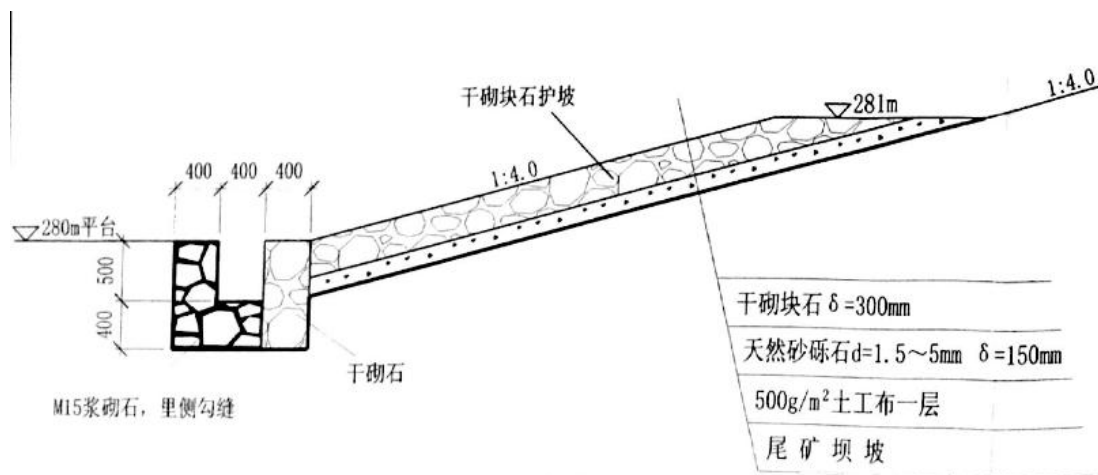 干砌块石护坡
281m
1:4.0
1:4.0
400 400 400
280m平台
500
400
干砌石
M15浆砌石，里侧勾缝
干砌块石 δ=300mm
天然砂砾石d=1.5～5mm δ=150mm
500g/m²土工布一层
尾矿坝坡